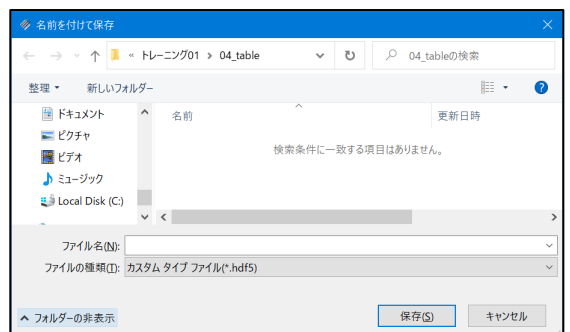 名前を付けて保存
« トレーニング01 › 04_table
04_tableの検索
整理
新しいフォルダー
ドキュメント
ピクチャ
ビデオ
ミュージック
Local Disk (C:)
名前
更新日時
検索条件に一致する項目はありません。
ファイル名(N):
ファイルの種類(T): カスタム タイプ ファイル(*.hdf5)
フォルダーの非表示
保存(S)
キャンセル